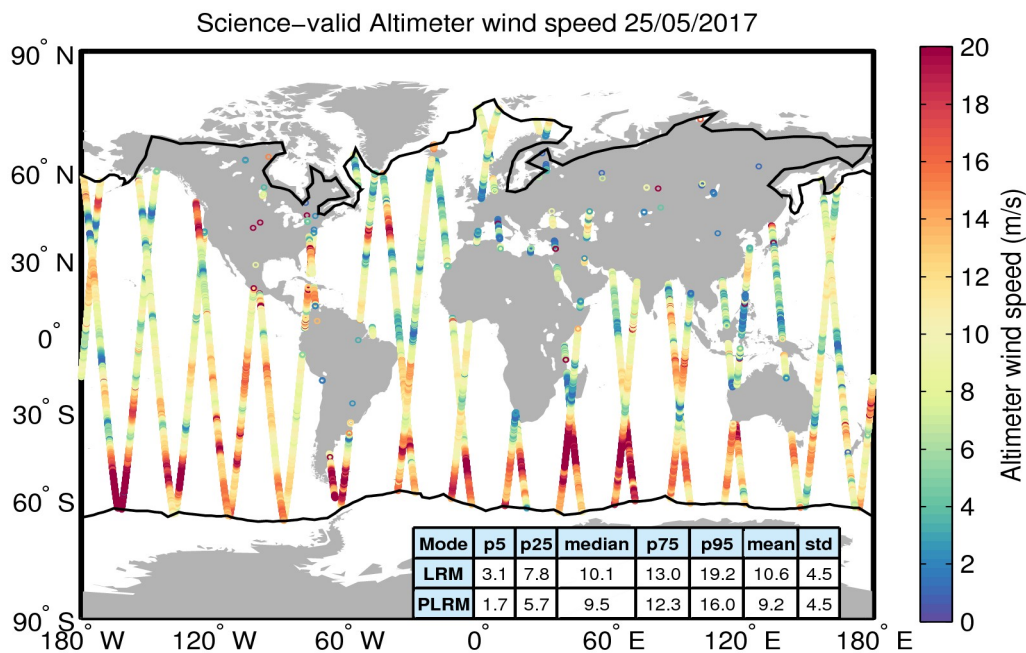 Science−valid Altimeter wind speed 25/05/2017
90° N
60° N
30° N
0°
30° S
60° S
90° S
180° W
120° W
60° W
0°
60° E
120° E
180° E
Mode p5 p25 median p75 p95 mean std
LRM 3.1 7.8 10.1 13.0 19.2 10.6 4.5
PLRM 1.7 5.7 9.5 12.3 16.0 9.2 4.5
20
18
16
14
12
10
8
6
4
2
0
Altimeter wind speed (m/s)